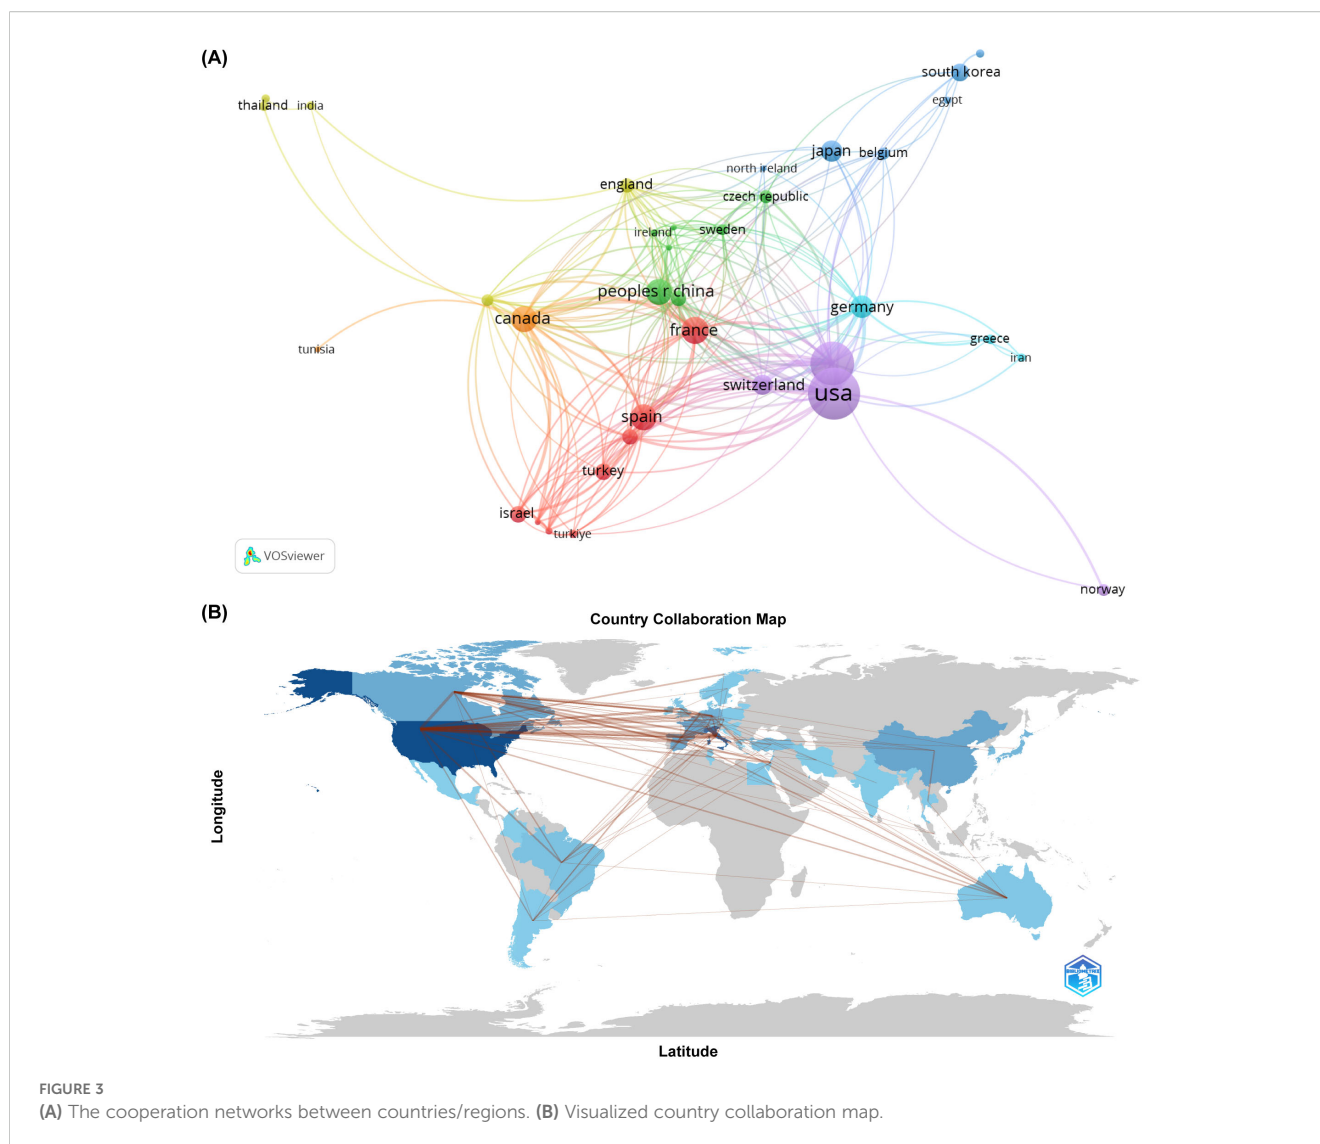 (A)
south korea
thailand india
egypt
japan belgium
north ireland
england
czech republic
ireland
sweden
peoples r china
germany
canada
france
greece
tunisia
iran
switzerland
usa
spain
turkey
israel
turkiye
VOSviewer
norway
(B)
Country Collaboration Map
Longitude
BIBLIOMETRIX
Latitude
FIGURE 3
(A) The cooperation networks between countries/regions. (B) Visualized country collaboration map.